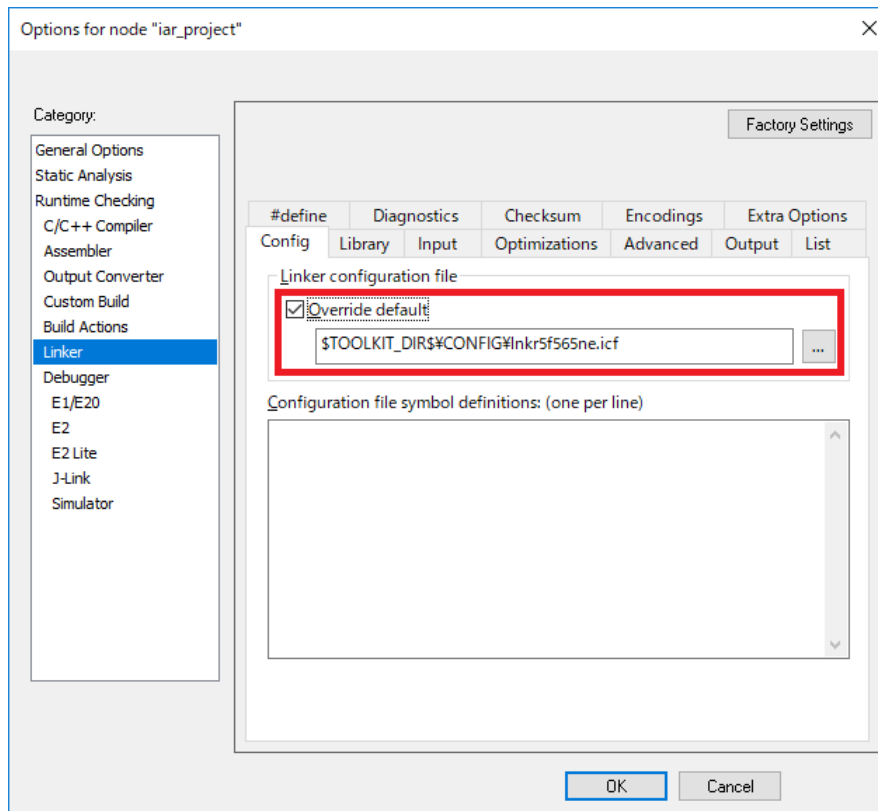 Options for node "iar_project"
Category:
General Options
Static Analysis
Runtime Checking
C/C++ Compiler
Assembler
Output Converter
Custom Build
Build Actions
Linker
Debugger
E1/E20
E2
E2 Lite
J-Link
Simulator
Factory Settings
#define Diagnostics Checksum Encodings Extra Options
Config Library Input Optimizations Advanced Output List
Linker configuration file
Override default
$TOOLKIT_DIR$¥CONFIG¥lnkr5f565ne.icf
...
Configuration file symbol definitions: (one per line)
OK Cancel